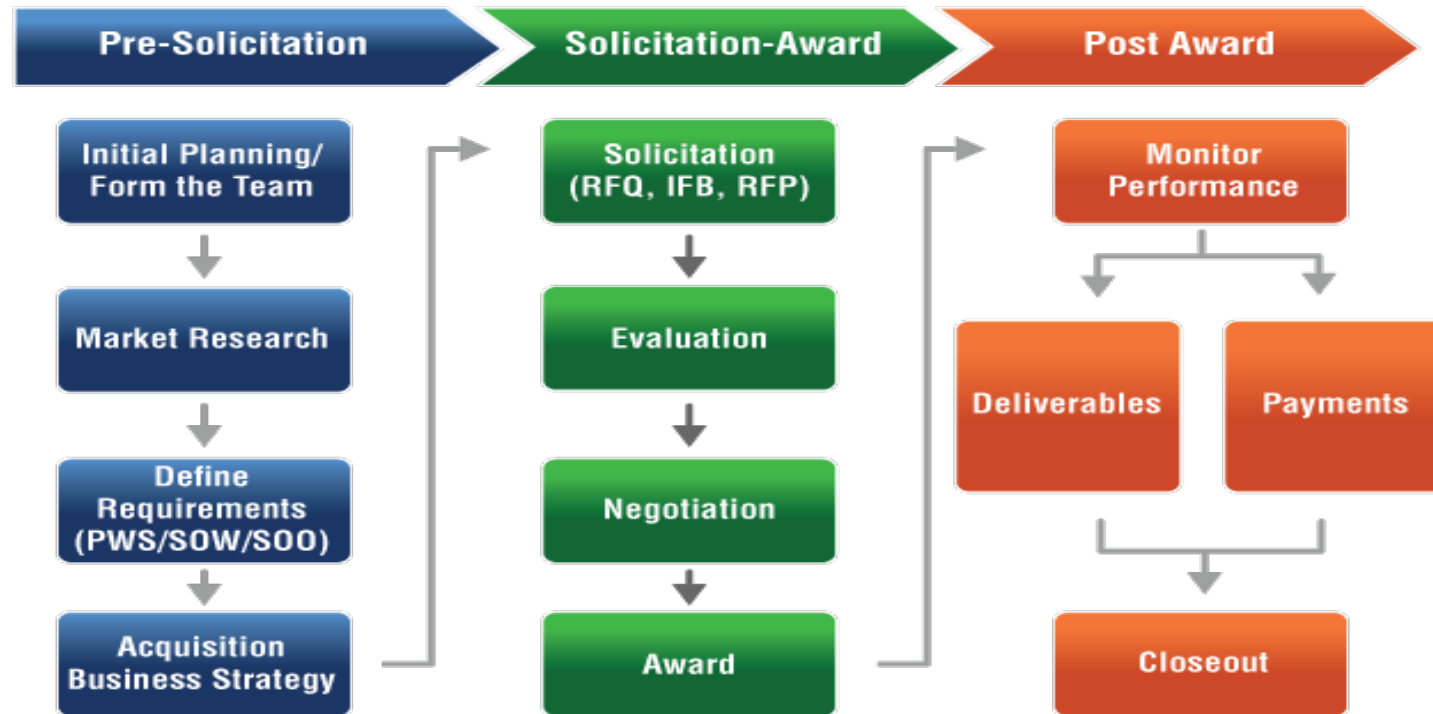 Pre-Solicitation
Solicitation-Award
Post Award
Initial Planning/
Form the Team
Market Research
Define
Requirements
(PWS/SOW/SOO)
Acquisition
Business Strategy
Solicitation
(RFQ, IFB, RFP)
Evaluation
Negotiation
Award
Monitor
Performance
Deliverables
Payments
Closeout